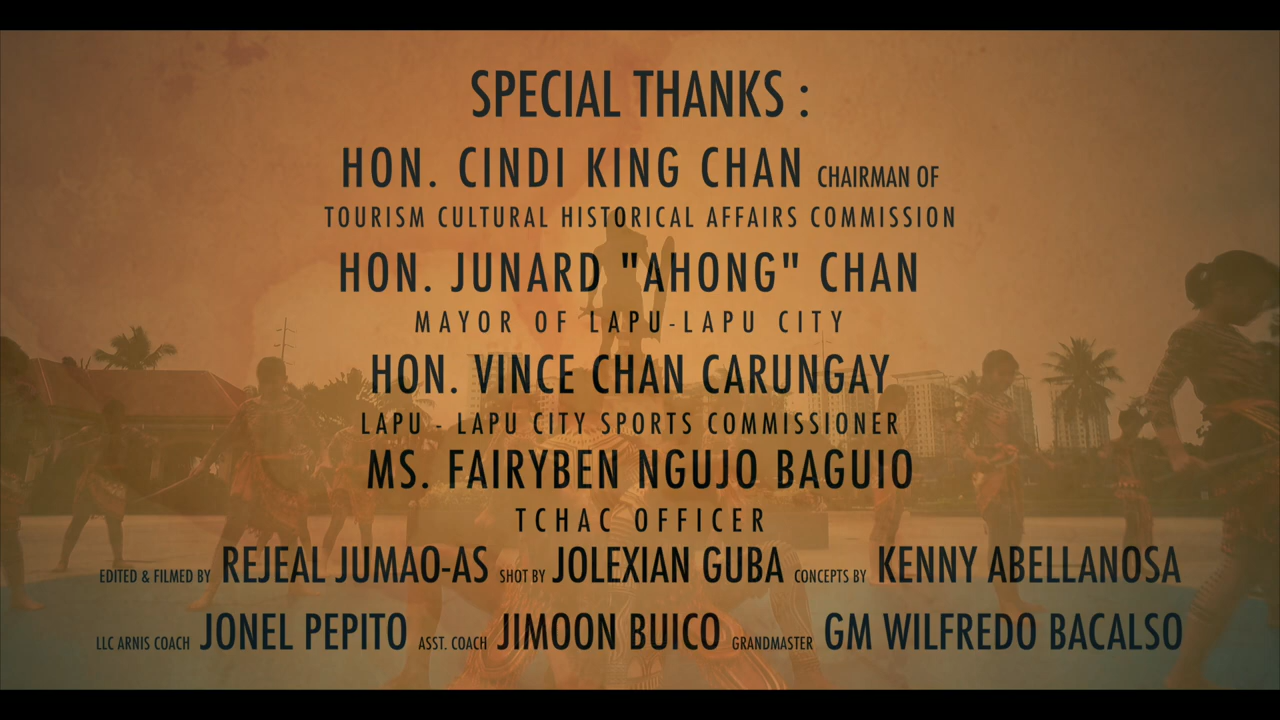 SPECIAL THANKS :
HON. CINDI KING CHAN CHAIRMAN OF
TOURISM CULTURAL HISTORICAL AFFAIRS COMMISSION
HON. JUNARD "AHONG" CHAN
MAYOR OF LAPU-LAPU CITY
HON. VINCE CHAN CARUNGAY
LAPU - LAPU CITY SPORTS COMMISSIONER
MS. FAIRYBEN NGUJO BAGUIO
TCHAC OFFICER
EDITED & FILMED BY REJEAL JUMAO-AS SHOT BY JOLEXIAN GUBA CONCEPTS BY KENNY ABELLANOSA
LLC ARNIS COACH JONEL PEPITO ASST. COACH JIMOON BUICO GRANDMASTER GM WILFREDO BACALSO